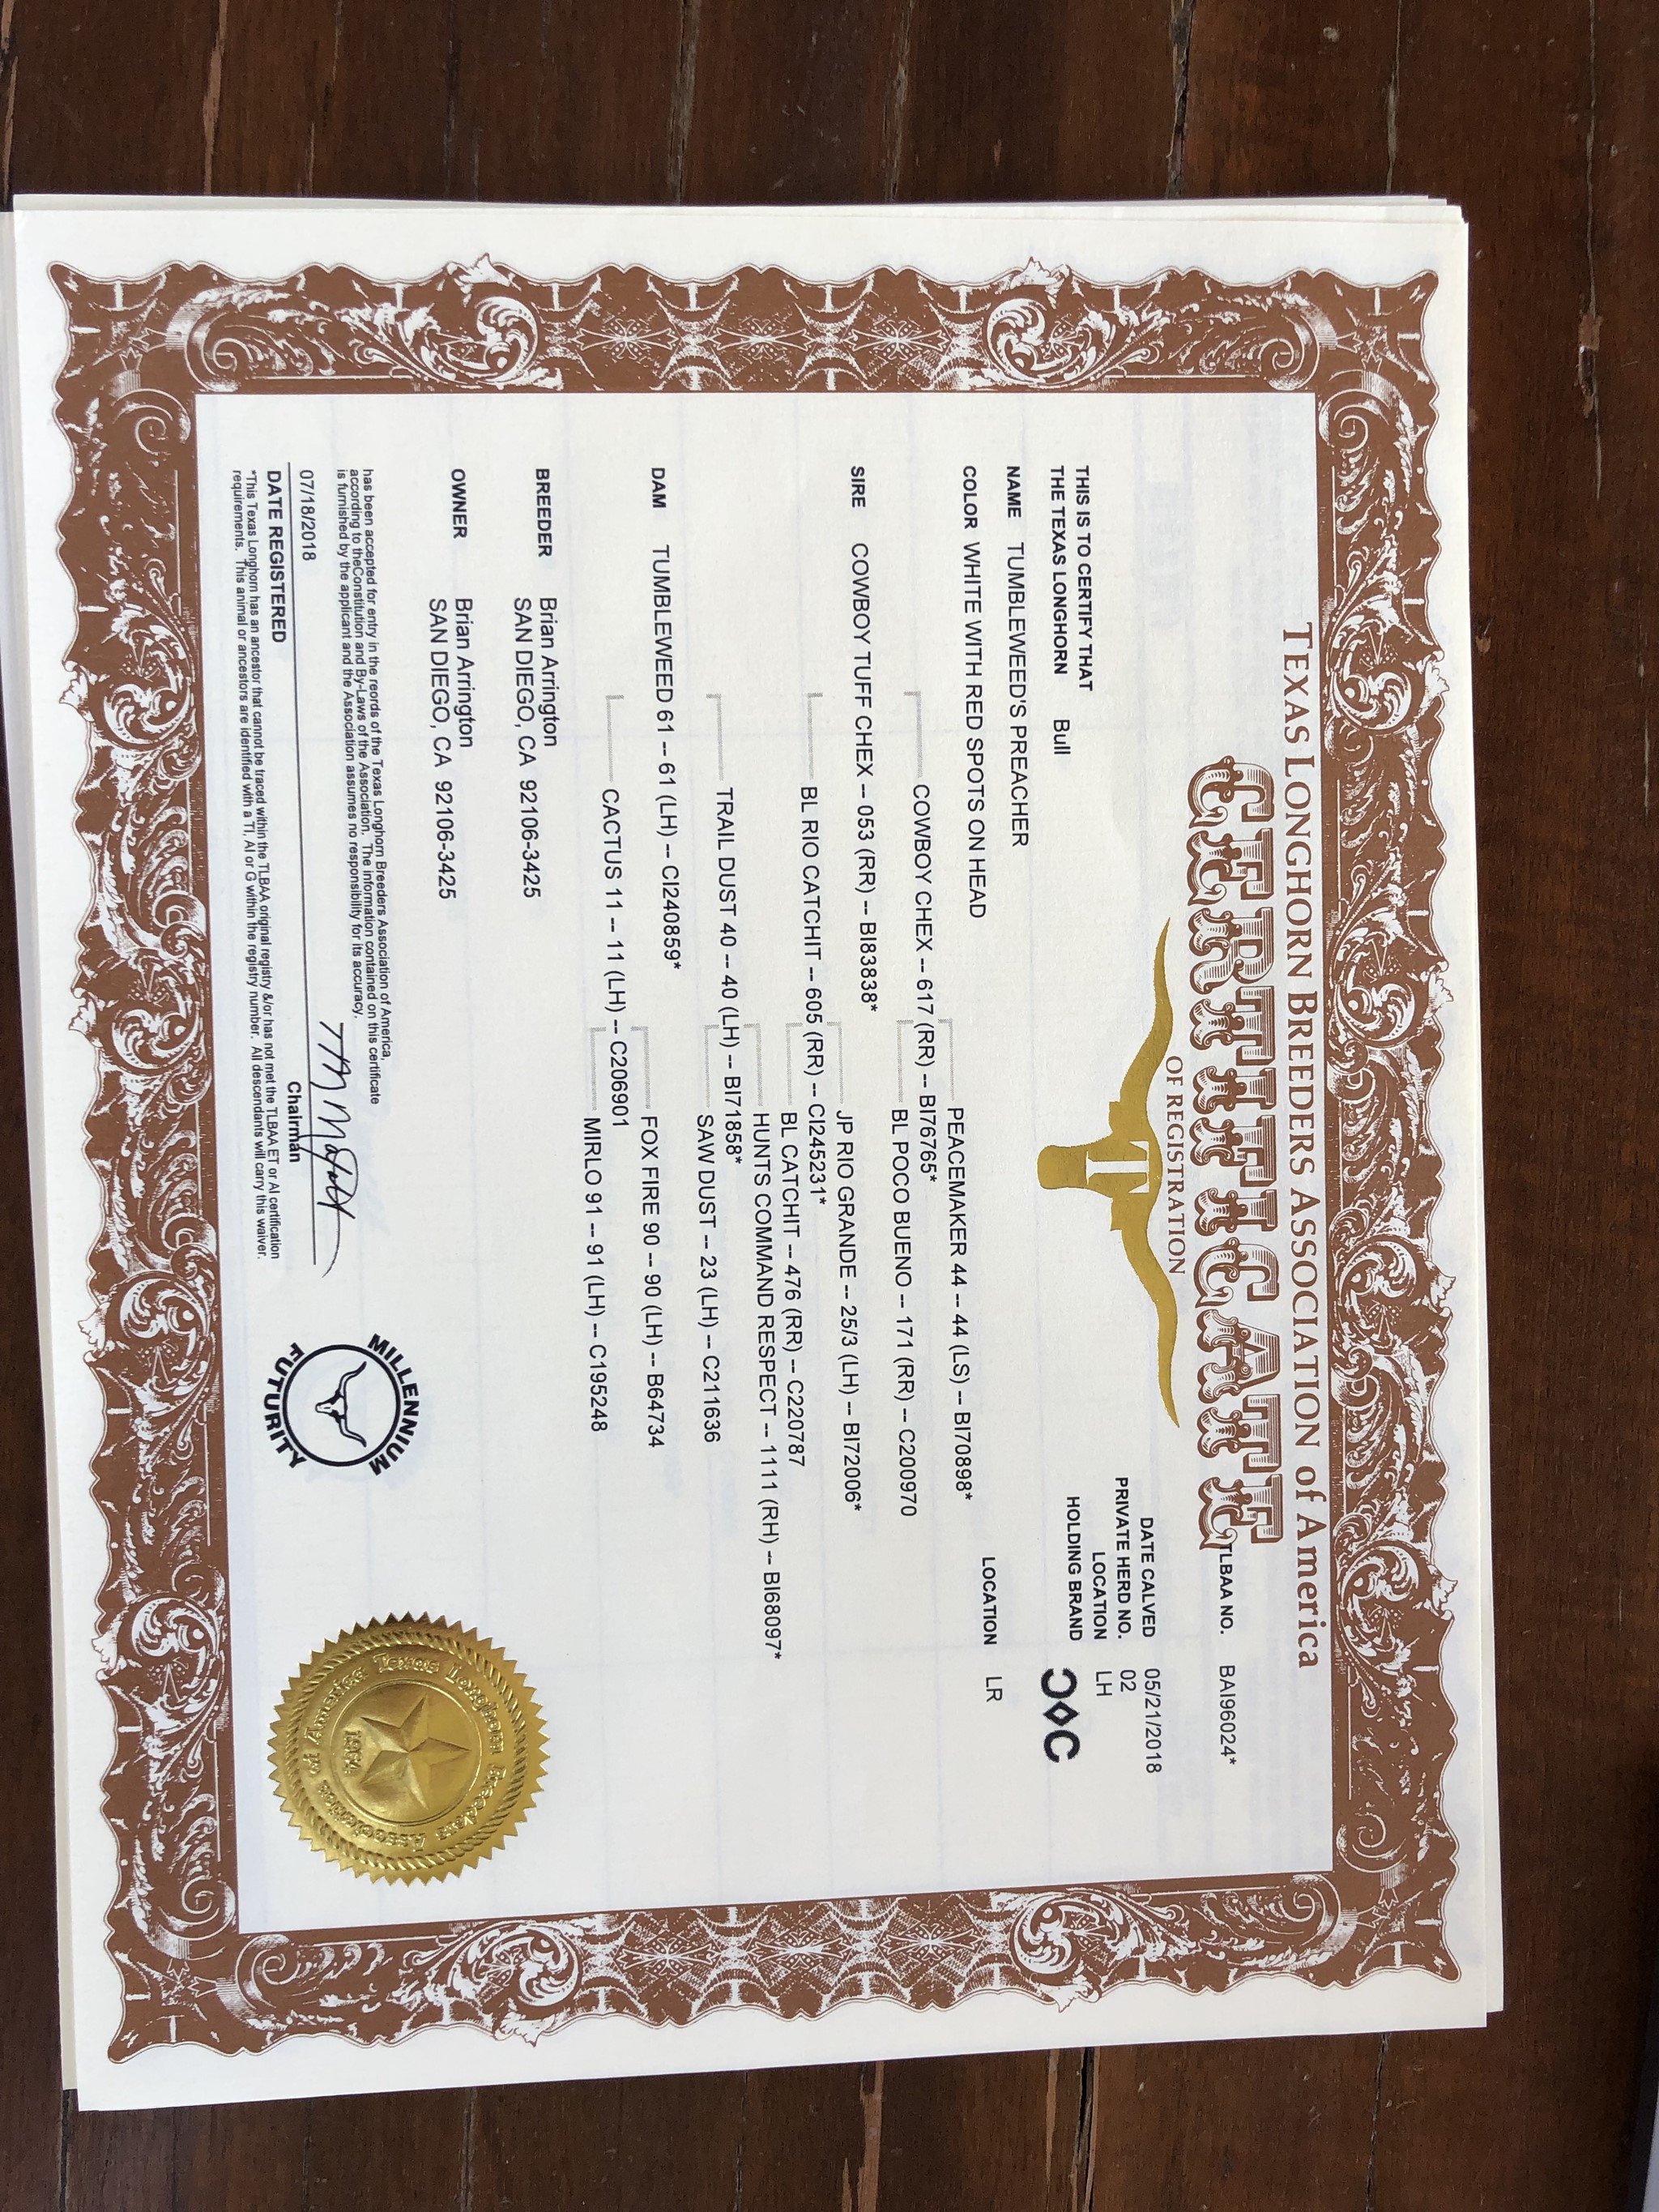 TEXAS LONGHORN BREEDERS ASSOCIATION of America
CERTIFICATE
OF REGISTRATION
T
TLBAA NO. BAI96024*
DATE CALVED 05/21/2018
PRIVATE HERD NO. 02
LOCATION LH
HOLDING BRAND
THIS IS TO CERTIFY THAT
THE TEXAS LONGHORN Bull
NAME TUMBLEWEED'S PREACHER
COLOR WHITE WITH RED SPOTS ON HEAD
LOCATION LR
PEACEMAKER 44 -- 44 (LS) -- BI70898*
COWBOY CHEX -- 617 (RR) -- BI76765*
BL POCO BUENO -- 171 (RR) -- C200970
SIRE COWBOY TUFF CHEX -- 053 (RR) -- BI83838*
JP RIO GRANDE -- 25/3 (LH) -- BI72006*
BL RIO CATCHIT -- 605 (RR) -- CI245231*
BL CATCHIT -- 476 (RR) -- C220787
HUNTS COMMAND RESPECT -- 1111 (RH) -- BI68097*
TRAIL DUST 40 -- 40 (LH) -- BI71858*
SAW DUST -- 23 (LH) -- C211636
DAM TUMBLEWEED 61 -- 61 (LH) -- CI240859*
FOX FIRE 90 -- 90 (LH) -- B64734
CACTUS 11 -- 11 (LH) -- C206901
MIRLO 91 -- 91 (LH) -- C195248
BREEDER Brian Arrington
SAN DIEGO, CA 92106-3425
OWNER Brian Arrington
SAN DIEGO, CA 92106-3425
has been accepted for entry in the records of the Texas Longhorn Breeders Association of America,
according to theConstitution and By-Laws of the Association. The information contained on this certificate
is furnished by the applicant and the Association assumes no responsibility for its accuracy.
07/18/2018
DATE REGISTERED
Chairman
*This Texas Longhorn has an ancestor that cannot be traced within the TLBAA original registry &/or has not met the TLBAA ET or AI certification
requirements. This animal or ancestors are identified with a TI, AI or G within the registry number. All descendants will carry this waiver.
MILLENNIUM
FUTURITY
Texas Longhorn Breeders Association of America
1964